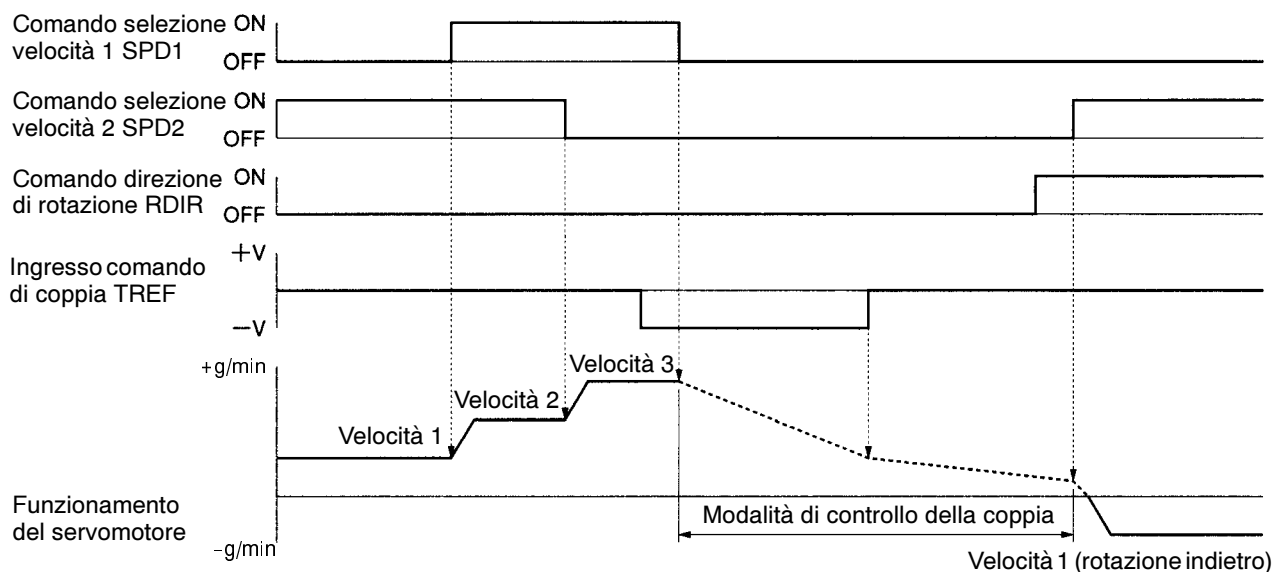 Comando selezione ON
velocità 1 SPD1
OFF
Comando selezione ON
velocità 2 SPD2
OFF
Comando direzione ON
di rotazione RDIR
OFF
+V
Ingresso comando
di coppia TREF
−V
+g/min
Velocità 3
Velocità 2
Velocità 1
Funzionamento
del servomotore
Modalità di controllo della coppia
−g/min
Velocità 1 (rotazione indietro)